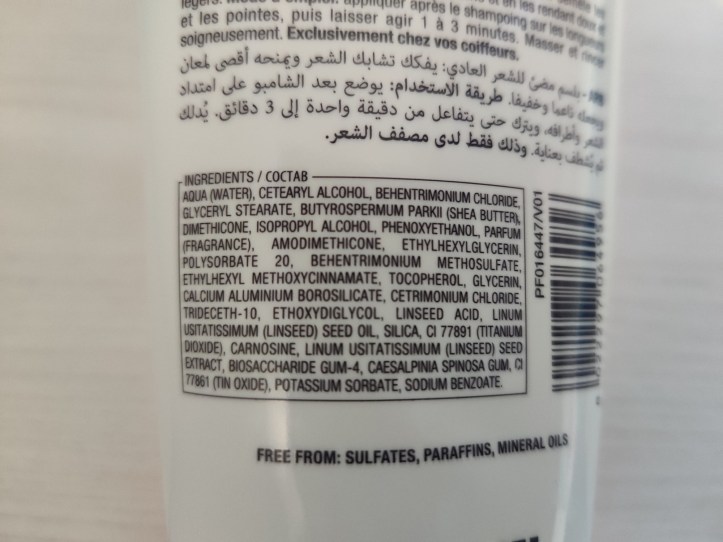 légers. Mode d'emploi: appliquer après le shampoing sur les longueurs
et les pointes, puis laisser agir 1 à 3 minutes. Masser et rincer
soigneusement. Exclusivement chez vos coiffeurs.
بلسم مضئ للشعر العادي: يفكك تشابك الشعر ويمنحه أقصى لمعان
ناعما وخفيفا. طريقة الاستخدام: يوضع بعد الشامبو على امتداد
الشعر وأطرافه، ويترك حتى يتفاعل من دقيقة واحدة إلى 3 دقائق. يُدلك
ثم يُشطف بعناية. وذلك فقط لدى مصفف الشعر.
INGREDIENTS / СОСТАВ
AQUA (WATER), CETEARYL ALCOHOL, BEHENTRIMONIUM CHLORIDE,
GLYCERYL STEARATE, BUTYROSPERMUM PARKII (SHEA BUTTER),
DIMETHICONE, ISOPROPYL ALCOHOL, PHENOXYETHANOL, PARFUM
(FRAGRANCE), AMODIMETHICONE, ETHYLHEXYLGLYCERIN,
POLYSORBATE 20, BEHENTRIMONIUM METHOSULFATE,
ETHYLHEXYL METHOXYCINNAMATE, TOCOPHEROL, GLYCERIN,
CALCIUM ALUMINIUM BOROSILICATE, CETRIMONIUM CHLORIDE,
TRIDECETH-10, ETHOXYDIGLYCOL, LINSEED ACID, LINUM
USITATISSIMUM (LINSEED) SEED OIL, SILICA, CI 77891 (TITANIUM
DIOXIDE), CARNOSINE, LINUM USITATISSIMUM (LINSEED) SEED
EXTRACT, BIOSACCHARIDE GUM-4, CAESALPINIA SPINOSA GUM, CI
77861 (TIN OXIDE), POTASSIUM SORBATE, SODIUM BENZOATE.
PF016447/V01
FREE FROM: SULFATES, PARAFFINS, MINERAL OILS